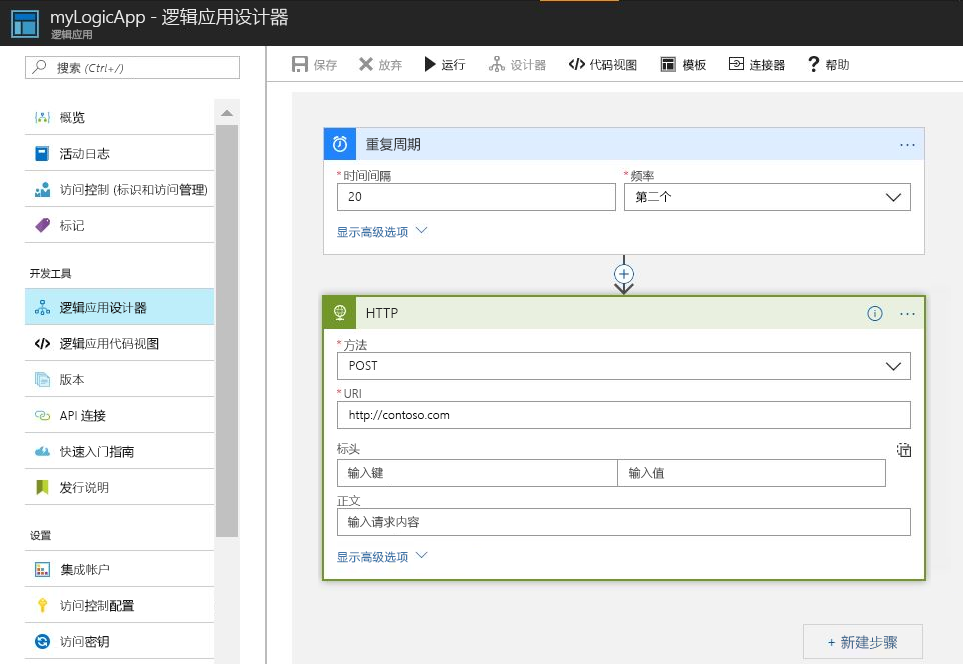 myLogicApp - 逻辑应用设计器
逻辑应用
搜索 (Ctrl+/)
概览
活动日志
访问控制 (标识和访问管理)
标记
开发工具
逻辑应用设计器
逻辑应用代码视图
版本
API 连接
快速入门指南
发行说明
设置
集成帐户
访问控制配置
访问密钥
保存 放弃 运行 设计器 代码视图 模板 连接器 帮助
重复周期
*时间间隔 *频率
20 第二个
显示高级选项
HTTP
*方法
POST
*URI
http://contoso.com
标头
输入键 输入值
正文
输入请求内容
显示高级选项
+ 新建步骤